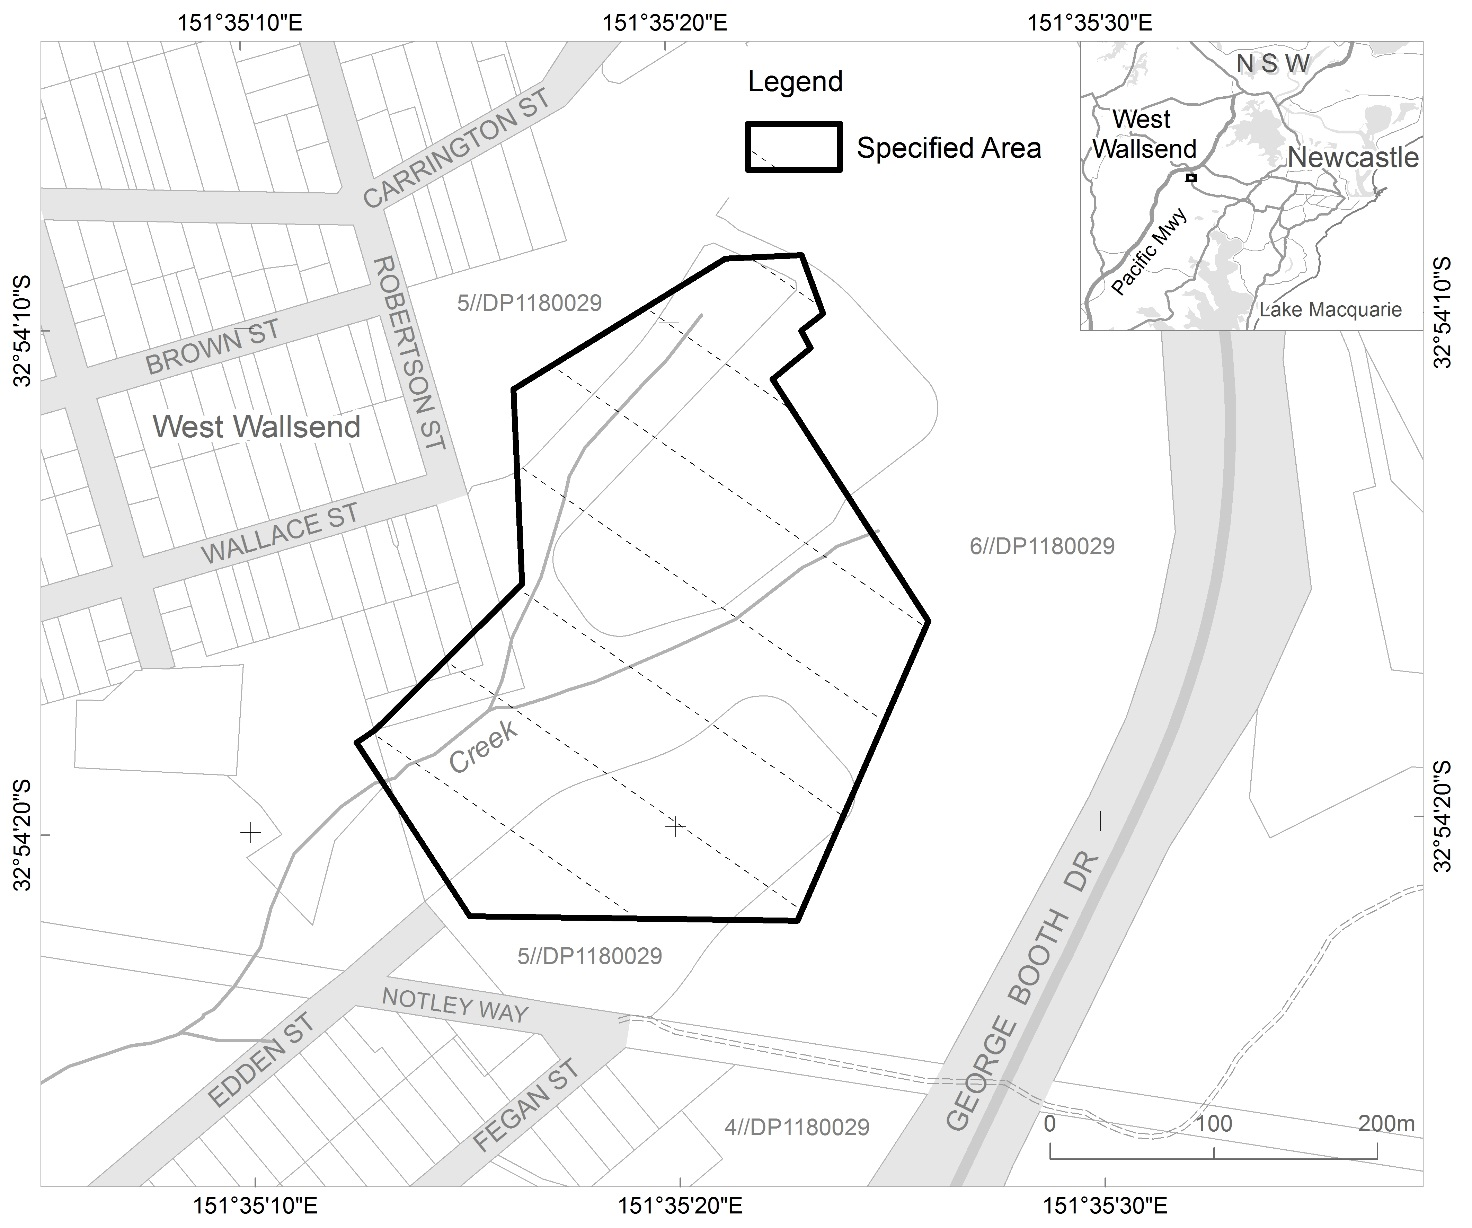 151°35'10"E
151°35'20"E
151°35'30"E
Legend
Specified Area
N S W
West
Wallsend
Newcastle
Pacific Mwy
Lake Macquarie
CARRINGTON ST
32°54'10"S
32°54'10"S
5//DP1180029
ROBERTSON ST
BROWN ST
West Wallsend
WALLACE ST
6//DP1180029
Creek
32°54'20"S
32°54'20"S
5//DP1180029
NOTLEY WAY
EDDEN ST
FEGAN ST
GEORGE BOOTH DR
4//DP1180029
0 100 200m
151°35'10"E
151°35'20"E
151°35'30"E